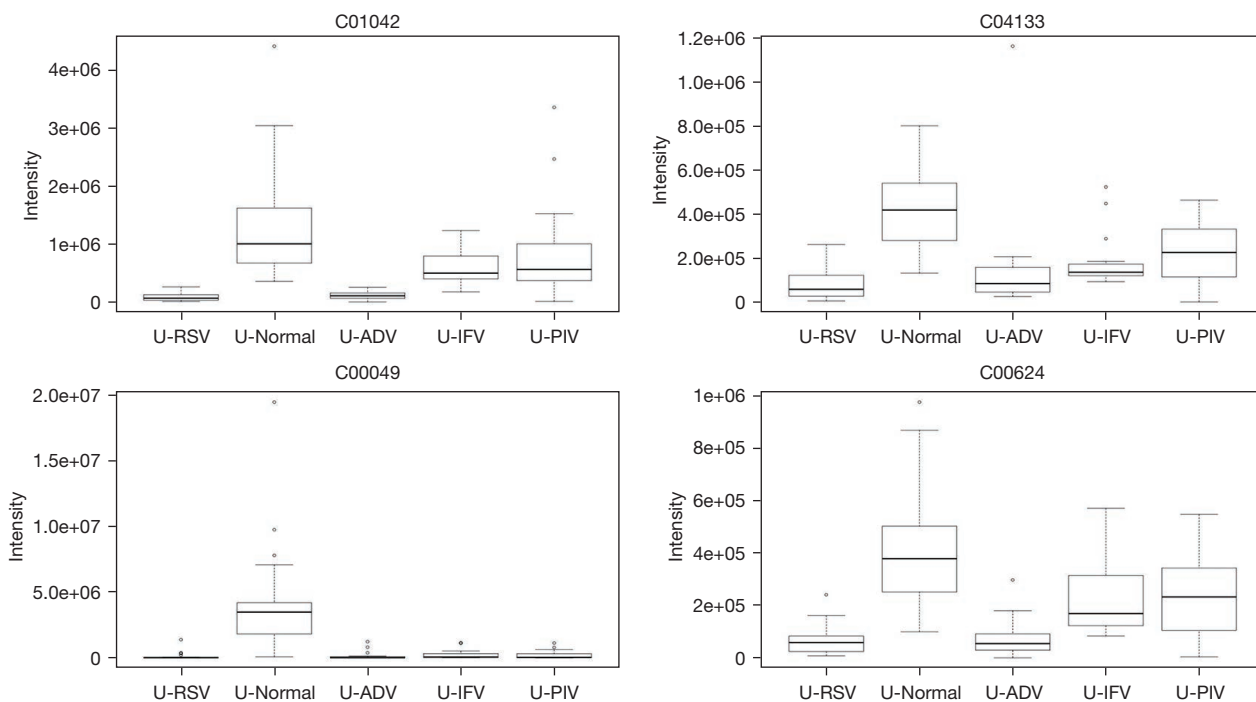 C01042
Intensity
4e+06
3e+06
2e+06
1e+06
0
U-RSV U-Normal U-ADV U-IFV U-PIV
C04133
Intensity
1.2e+06
1.0e+06
8.0e+05
6.0e+05
4.0e+05
2.0e+05
0
U-RSV U-Normal U-ADV U-IFV U-PIV
C00049
Intensity
2.0e+07
1.5e+07
1.0e+07
5.0e+06
0
U-RSV U-Normal U-ADV U-IFV U-PIV
C00624
Intensity
1e+06
8e+05
6e+05
4e+05
2e+05
0
U-RSV U-Normal U-ADV U-IFV U-PIV